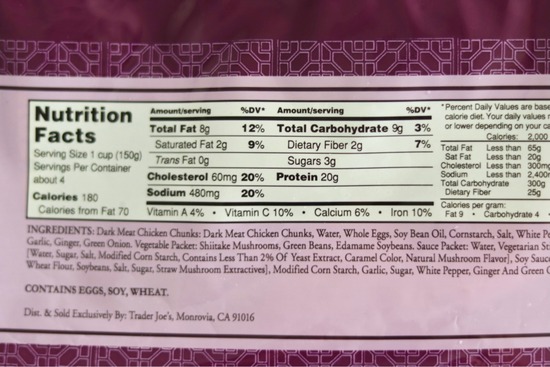 Nutrition Facts
Serving Size 1 cup (150g)
Servings Per Container
about 4
Calories 180
Calories from Fat 70
Amount/serving %DV* Amount/serving %DV*
Total Fat 8g 12% Total Carbohydrate 9g 3%
Saturated Fat 2g 9% Dietary Fiber 2g 7%
Trans Fat 0g Sugars 3g
Cholesterol 60mg 20% Protein 20g
Sodium 480mg 20%
Vitamin A 4% • Vitamin C 10% • Calcium 6% • Iron 10%
*Percent Daily Values are base
calorie diet. Your daily values
or lower depending on your ca
Calories: 2,000
Total Fat Less than 65g
Sat Fat Less than 20g
Cholesterol Less than 300mg
Sodium Less than 2,400
Total Carbohydrate 300g
Dietary Fiber 25g
Calories per gram:
Fat 9 • Carbohydrate 4 •
INGREDIENTS: Dark Meat Chicken Chunks: Dark Meat Chicken Chunks, Water, Whole Eggs, Soy Bean Oil, Cornstarch, Salt, White Pe
Garlic, Ginger, Green Onion. Vegetable Packet: Shiitake Mushrooms, Green Beans, Edamame Soybeans. Sauce Packet: Water, Vegetarian St
[Water, Sugar, Salt, Modified Corn Starch, Contains Less Than 2% Of Yeast Extract, Caramel Color, Natural Mushroom Flavor], Soy Sauc
Wheat Flour, Soybeans, Salt, Sugar, Straw Mushroom Extractives], Modified Corn Starch, Garlic, Sugar, White Pepper, Ginger And Green O
CONTAINS EGGS, SOY, WHEAT.
Dist. & Sold Exclusively By: Trader Joe's, Monrovia, CA 91016